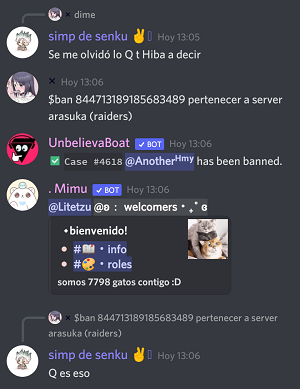 dime
simp de senku ✌️ Hoy 13:05
Se me olvidó lo Q t Hiba a decir
× Hoy 13:06
$ban 844713189185683489 pertenecer a server
arasuka (raiders)
UnbelievaBoat ✓ BOT Hoy 13:06
✅ Case #4618 @Anotherᴴᵐʸ has been banned.
. Mimu ✓ BOT Hoy 13:06
@Litetzu @ʚ : welcomers ･ ₊˚ ɞ
✦bienvenido!
• #📖・info
• #🎨・roles
somos 7798 gatos contigo :D
× $ban 844713189185683489 pertenecer a server
arasuka (raiders)
simp de senku ✌️ Hoy 13:06
Q es eso